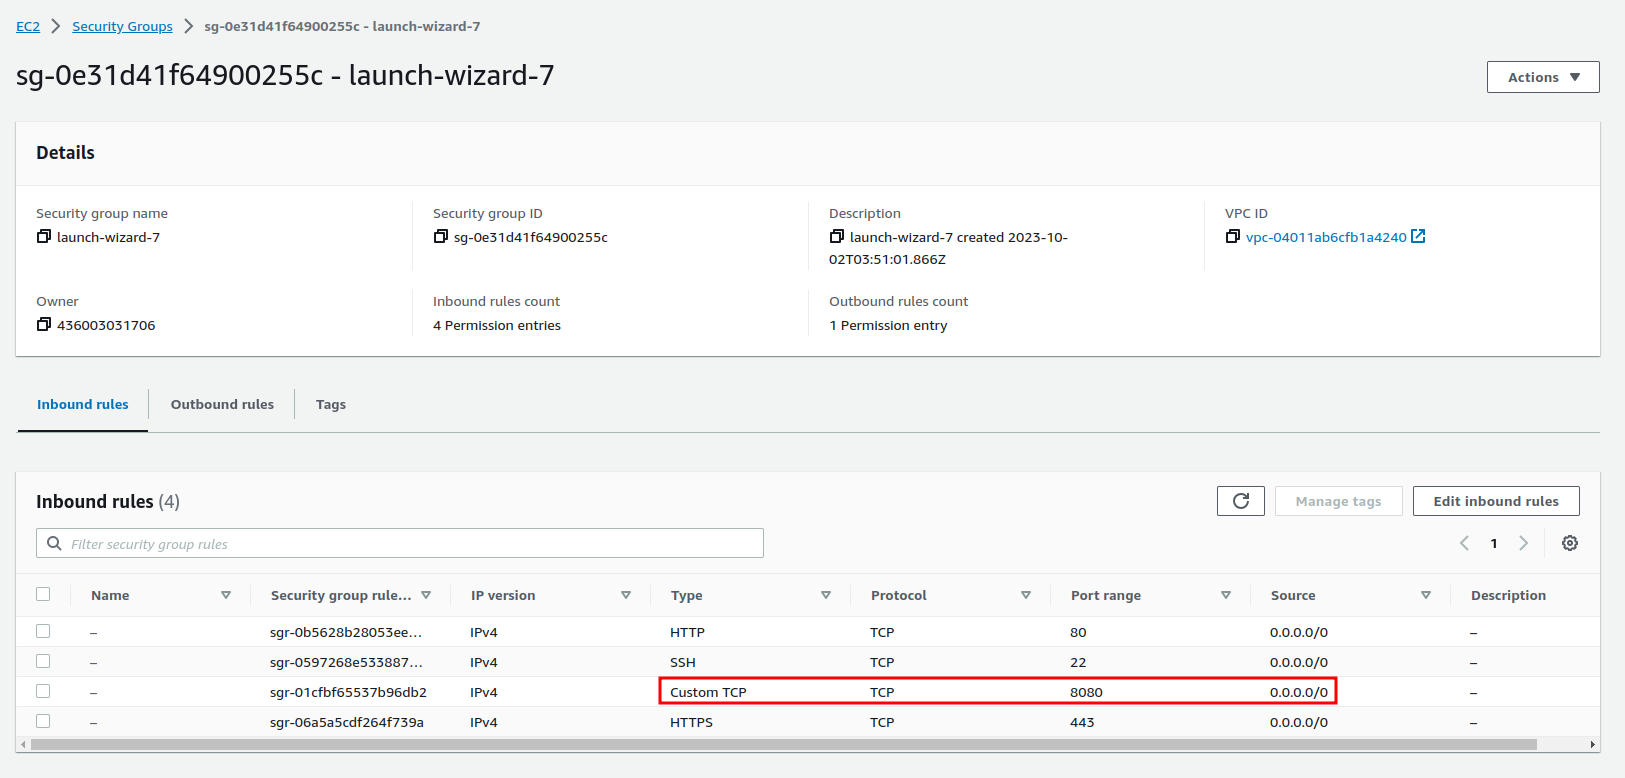 EC2 > Security Groups > sg-0e31d41f64900255c - launch-wizard-7
sg-0e31d41f64900255c - launch-wizard-7
Actions
Details
Security group name
launch-wizard-7
Security group ID
sg-0e31d41f64900255c
Description
launch-wizard-7 created 2023-10-
02T03:51:01.866Z
VPC ID
vpc-04011ab6cfb1a4240
Owner
436003031706
Inbound rules count
4 Permission entries
Outbound rules count
1 Permission entry
Inbound rules Outbound rules Tags
Inbound rules (4)
Manage tags Edit inbound rules
Filter security group rules
1
Name Security group rule... IP version Type Protocol Port range Source Description
– sgr-0b5628b28053ee... IPv4 HTTP TCP 80 0.0.0.0/0 –
– sgr-0597268e533887... IPv4 SSH TCP 22 0.0.0.0/0 –
– sgr-01cfbf65537b96db2 IPv4 Custom TCP TCP 8080 0.0.0.0/0 –
– sgr-06a5a5cdf264f739a IPv4 HTTPS TCP 443 0.0.0.0/0 –